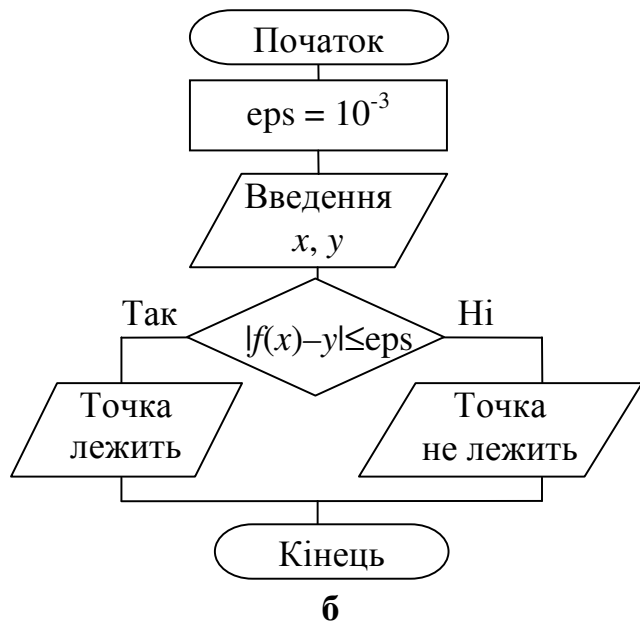 Початок
eps = 10⁻³
Введення
x, y
Так
Ні
|f(x)–y|≤eps
Точка
лежить
Точка
не лежить
Кінець
б